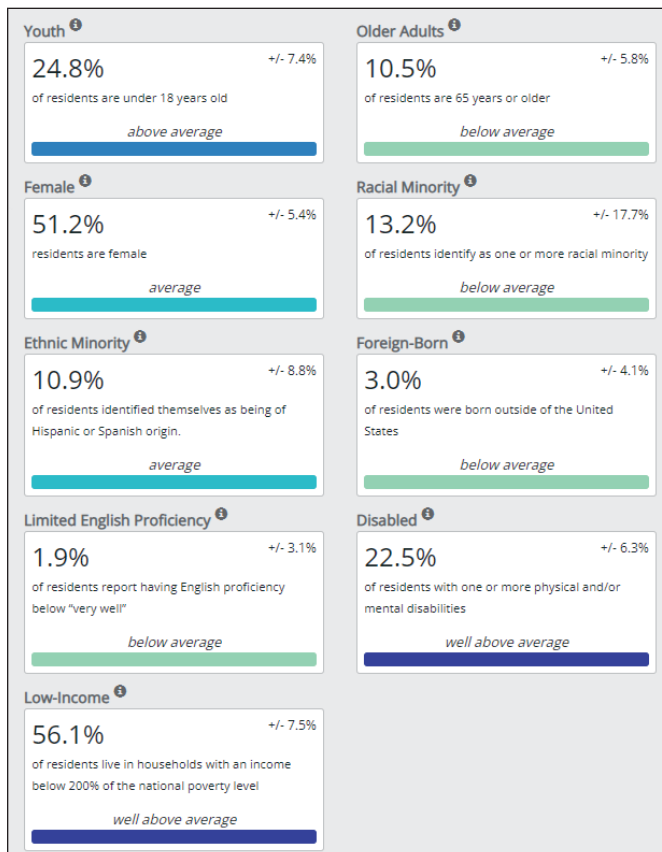 Youth
24.8%
+/- 7.4%
of residents are under 18 years old
above average
Older Adults
10.5%
+/- 5.8%
of residents are 65 years or older
below average
Female
51.2%
+/- 5.4%
residents are female
average
Racial Minority
13.2%
+/- 17.7%
of residents identify as one or more racial minority
below average
Ethnic Minority
10.9%
+/- 8.8%
of residents identified themselves as being of
Hispanic or Spanish origin.
average
Foreign-Born
3.0%
+/- 4.1%
of residents were born outside of the United
States
below average
Limited English Proficiency
1.9%
+/- 3.1%
of residents report having English proficiency
below "very well"
below average
Disabled
22.5%
+/- 6.3%
of residents with one or more physical and/or
mental disabilities
well above average
Low-Income
56.1%
+/- 7.5%
of residents live in households with an income
below 200% of the national poverty level
well above average